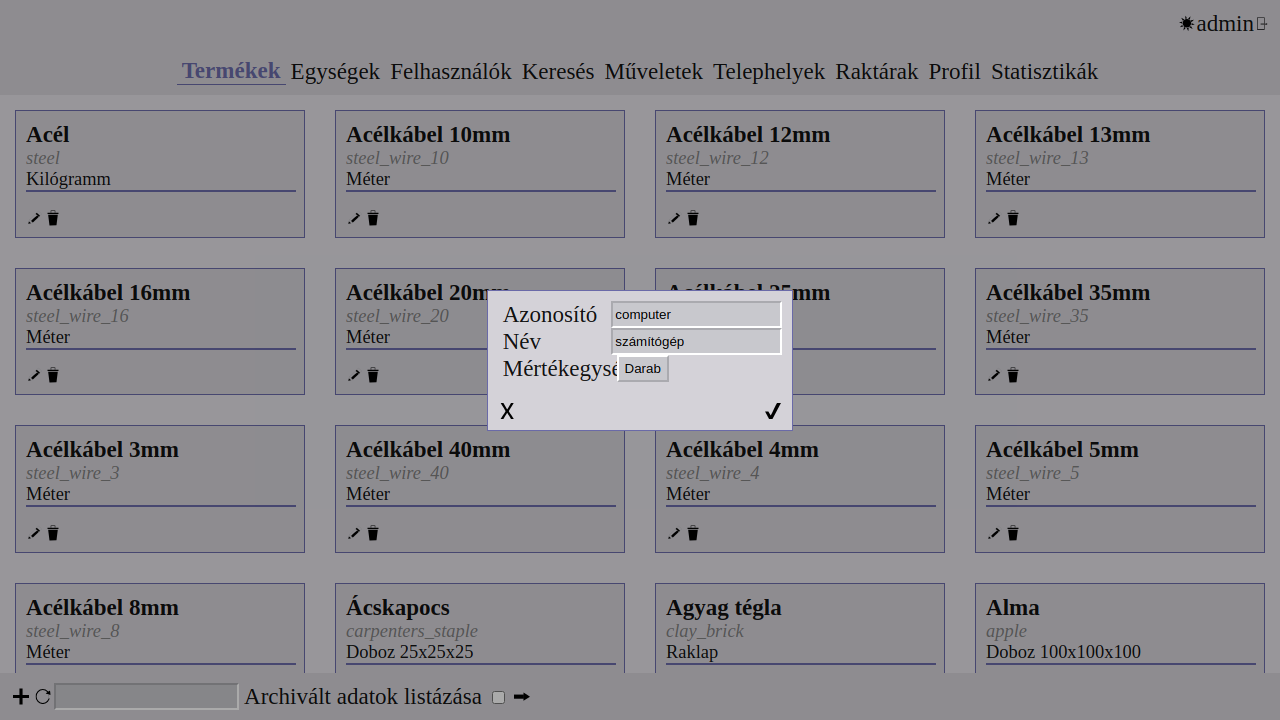 admin
Termékek Egységek Felhasználók Keresés Műveletek Telephelyek Raktárak Profil Statisztikák
Acél
steel
Kilógramm
Acélkábel 10mm
steel_wire_10
Méter
Acélkábel 12mm
steel_wire_12
Méter
Acélkábel 13mm
steel_wire_13
Méter
Acélkábel 16mm
steel_wire_16
Méter
Acélkábel 20mm
steel_wire_20
Méter
25mm
Acélkábel 35mm
steel_wire_35
Méter
Azonosító computer
Név számítógép
Mértékegysé Darab
X
Acélkábel 3mm
steel_wire_3
Méter
Acélkábel 40mm
steel_wire_40
Méter
Acélkábel 4mm
steel_wire_4
Méter
Acélkábel 5mm
steel_wire_5
Méter
Acélkábel 8mm
steel_wire_8
Méter
Ácskapocs
carpenters_staple
Doboz 25x25x25
Agyag tégla
clay_brick
Raklap
Alma
apple
Doboz 100x100x100
Archivált adatok listázása